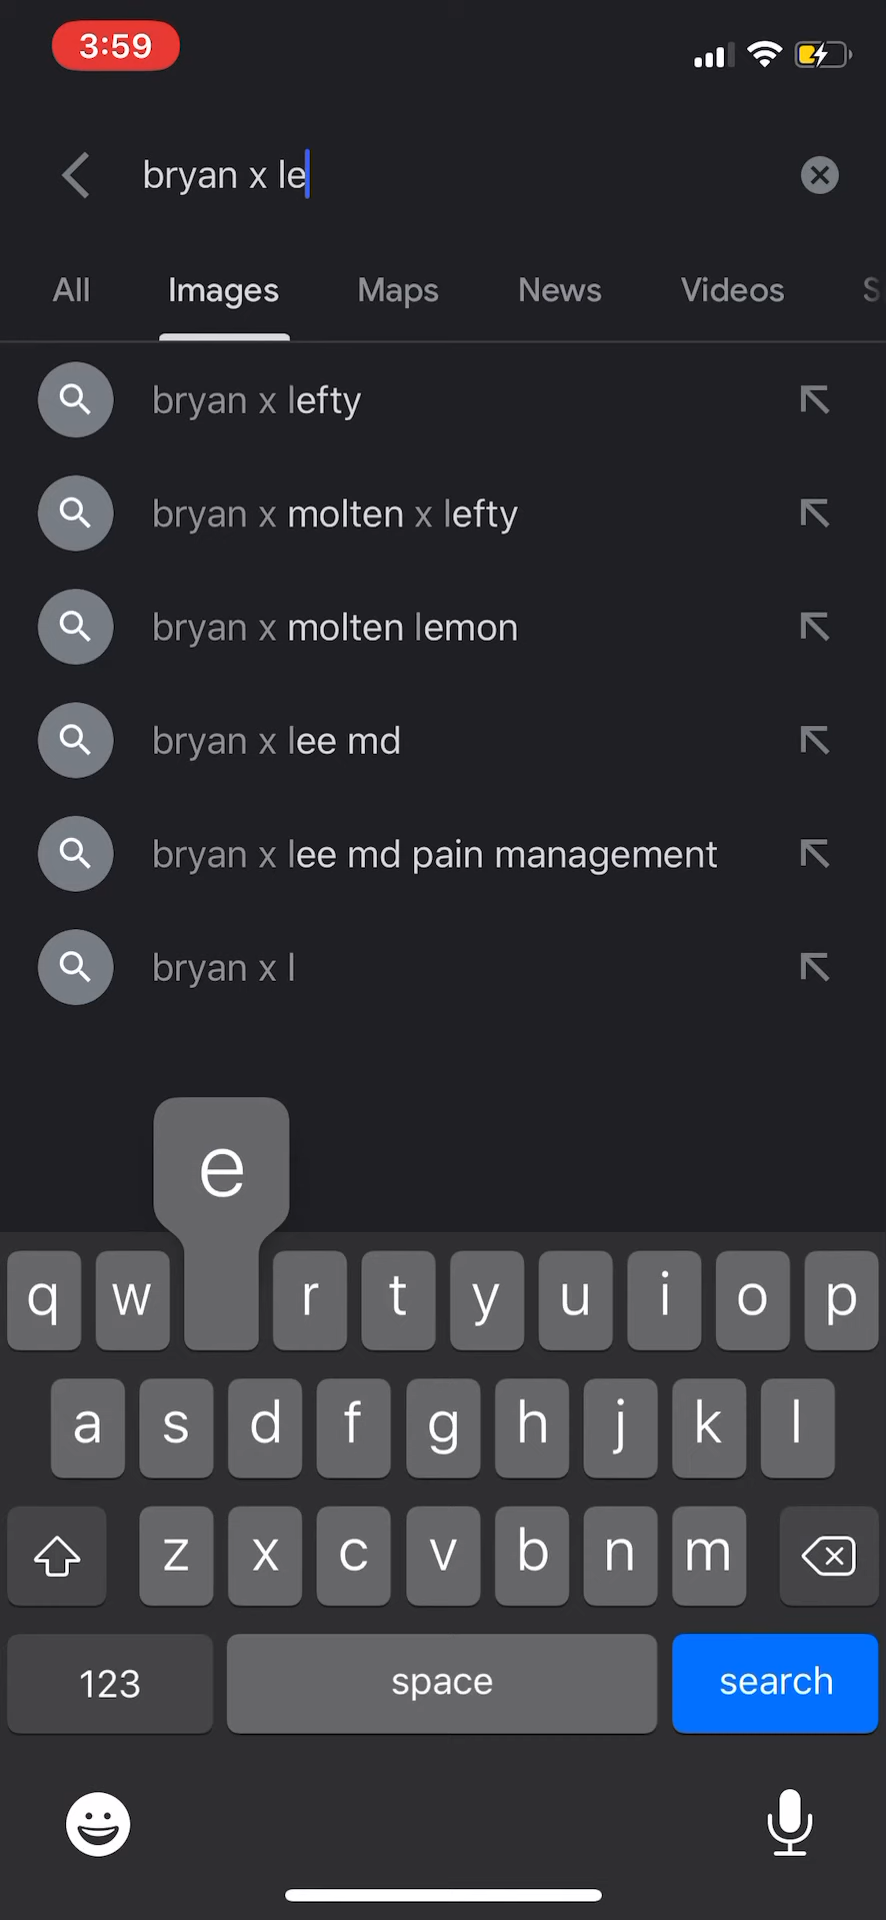 3:59
bryan x le
All Images Maps News Videos S
bryan x lefty
bryan x molten x lefty
bryan x molten lemon
bryan x lee md
bryan x lee md pain management
bryan x l
e
q w r t y u i o p
a s d f g h j k l
z x c v b n m
123 space search